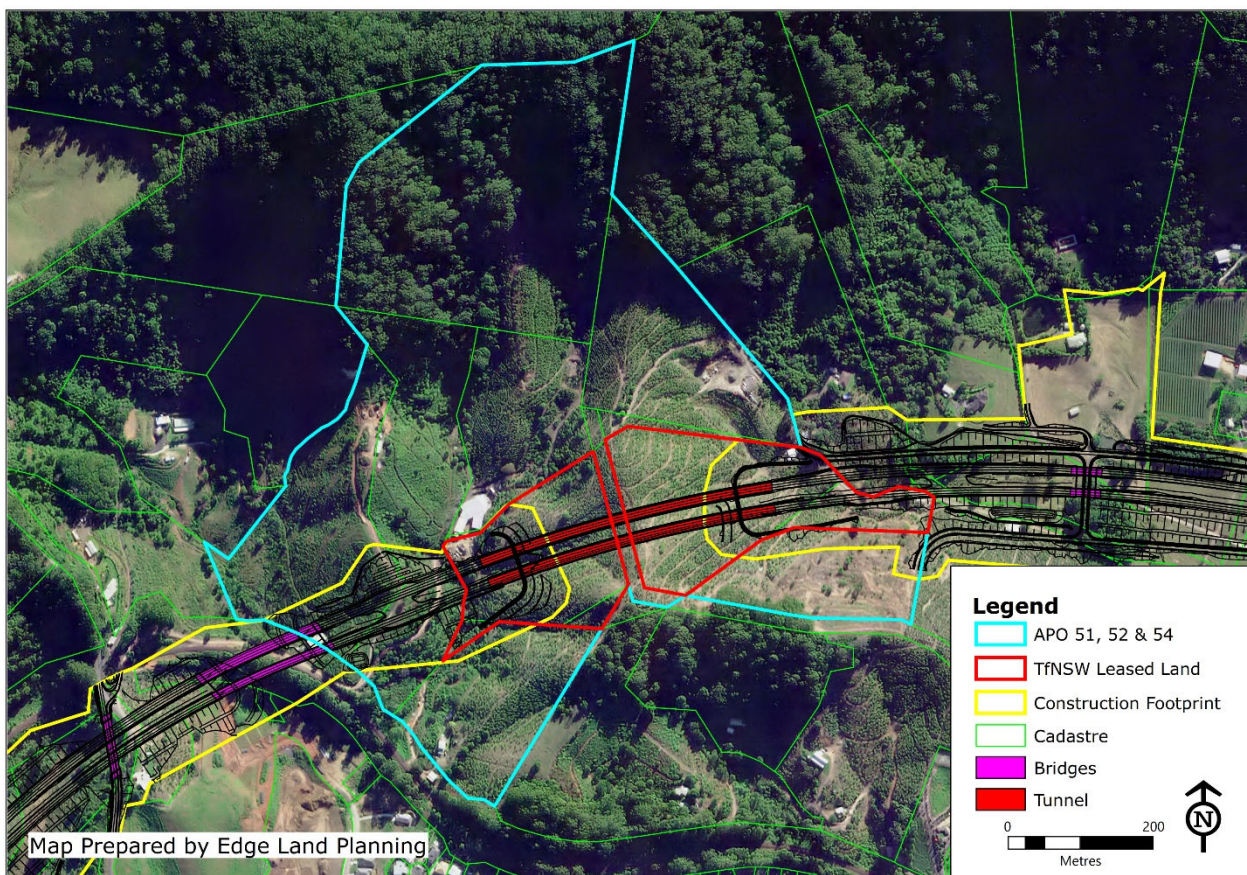 Legend
APO 51, 52 & 54
TfNSW Leased Land
Construction Footprint
Cadastre
Bridges
Tunnel
N
0 200
Metres
Map Prepared by Edge Land Planning